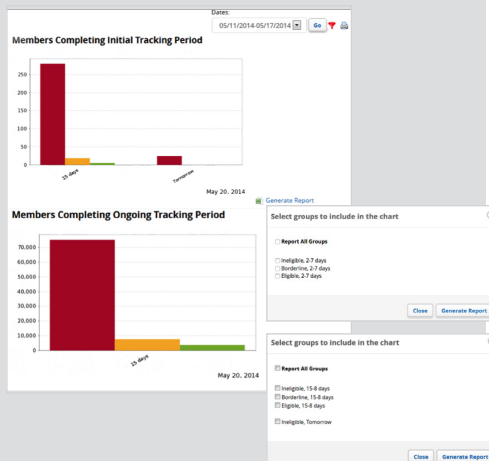 Dates:
05/11/2014-05/17/2014 Go
Members Completing Initial Tracking Period
250
200
150
100
50
0
15 days
Tomorrow
May 20, 2014
Generate Report
Members Completing Ongoing Tracking Period
70.000
60,000
50,000
40,000
30,000
20,000
10,000
0
15 days
May 20, 2014
Select groups to include in the chart
Report All Groups
Ineligible, 2-7 days
Borderline, 2-7 days
Eligible, 2-7 days
Close Generate Report
Select groups to include in the chart
Report All Groups
Ineligible, 15-8 days
Borderline, 15-8 days
Eligible, 15-8 days
Ineligible, Tomorrow
Close Generate Report